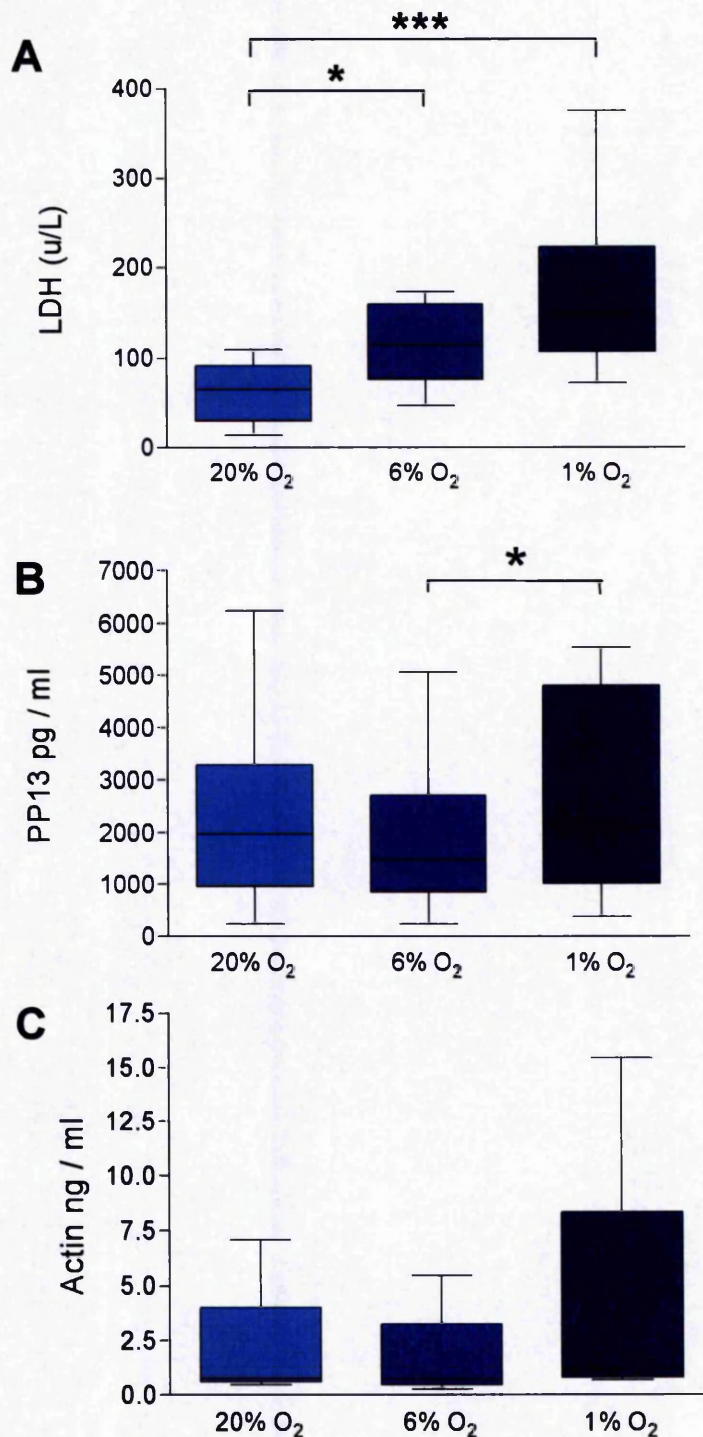 A
***
*
400
300
200
100
0
LDH (u/L)
20% O₂ 6% O₂ 1% O₂
B
*
7000
6000
5000
4000
3000
2000
1000
0
PP13 pg / ml
20% O₂ 6% O₂ 1% O₂
C
17.5
15.0
12.5
10.0
7.5
5.0
2.5
0.0
Actin ng / ml
20% O₂ 6% O₂ 1% O₂